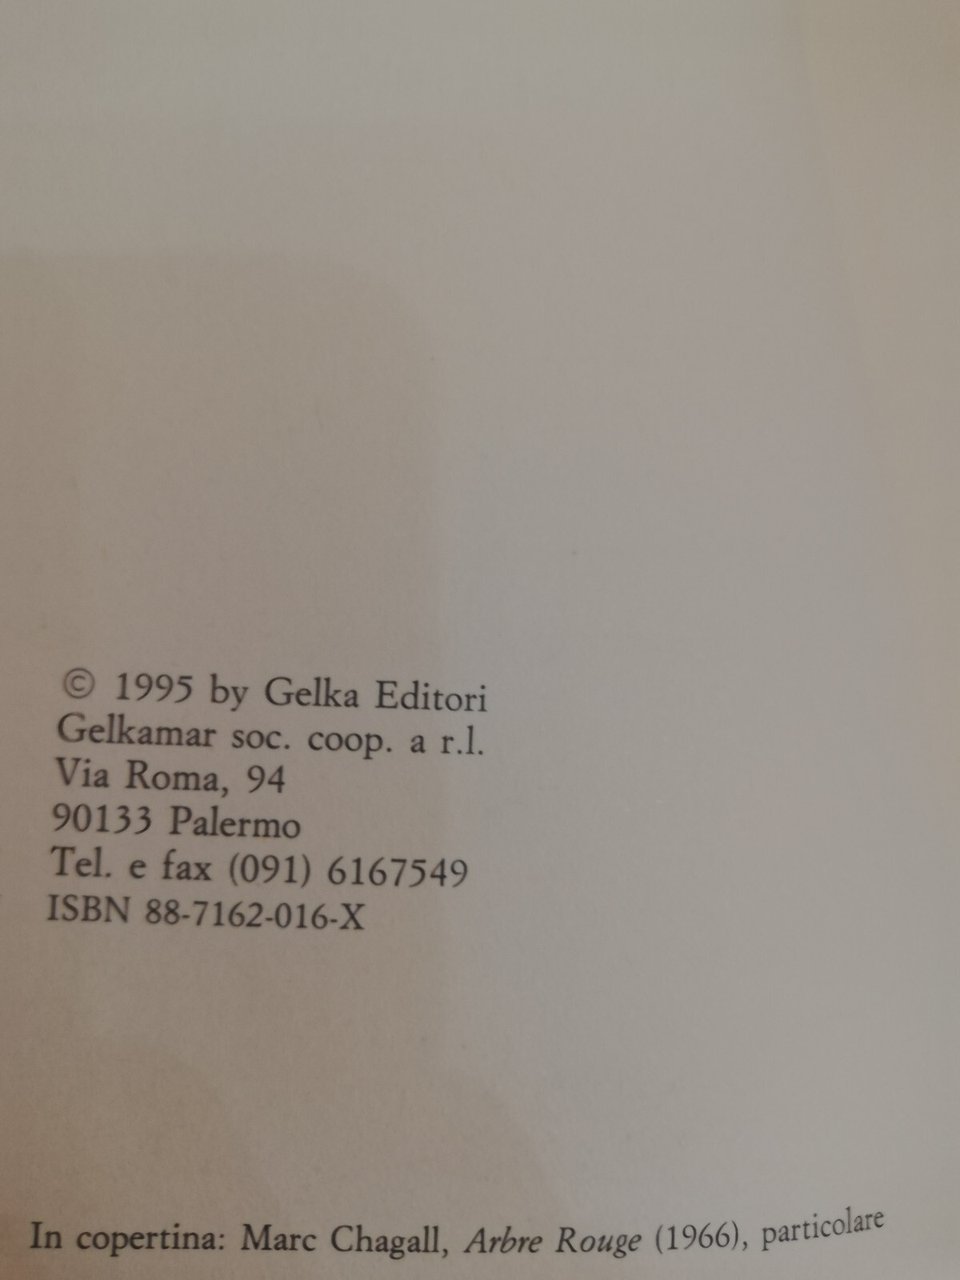 © 1995 by Gelka Editori
Gelkamar soc. coop. a r.l.
Via Roma, 94
90133 Palermo
Tel. e fax (091) 6167549
ISBN 88-7162-016-X
In copertina: Marc Chagall, Arbre Rouge (1966), particolare